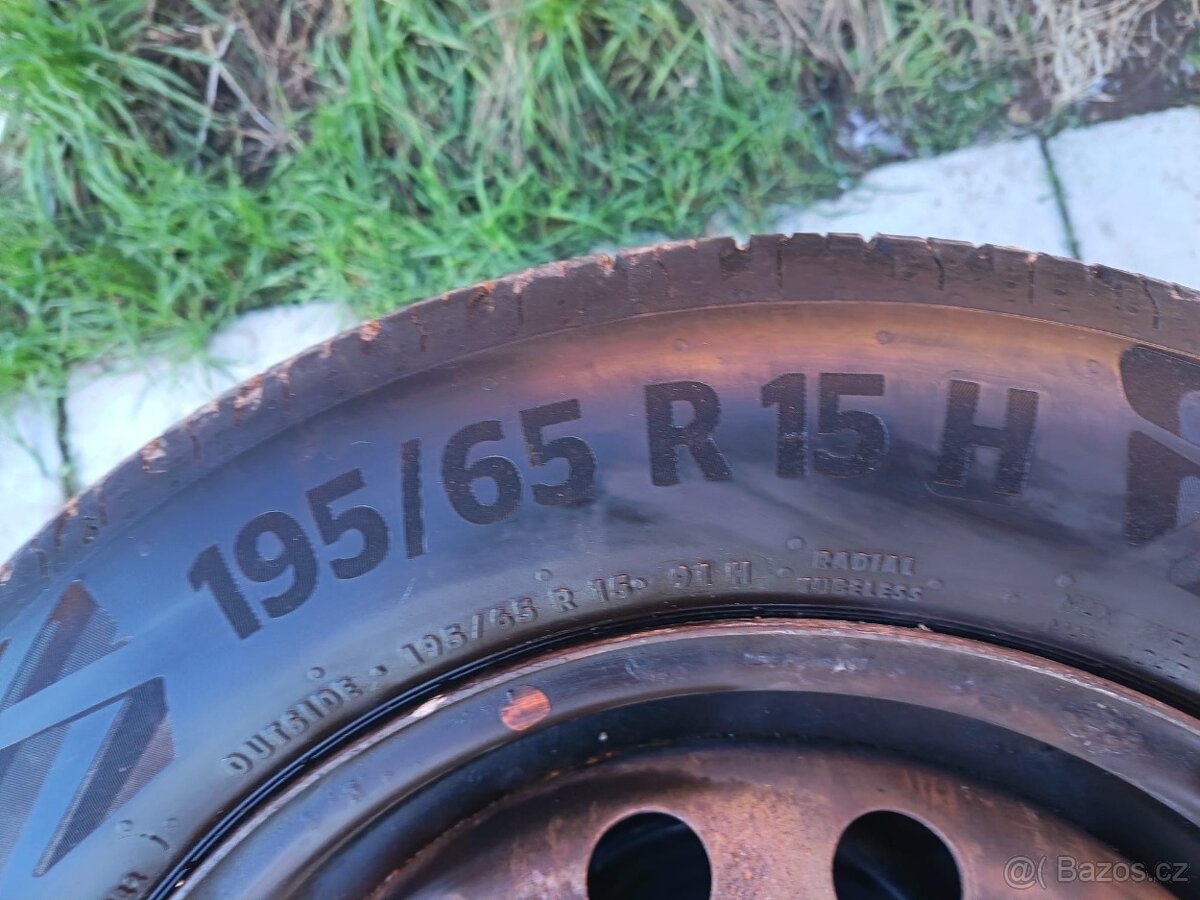 195/65 R 15 H
OUTSIDE · 195/65 R 15 · 91 H
RADIAL
TUBELESS
@( Bazos.cz